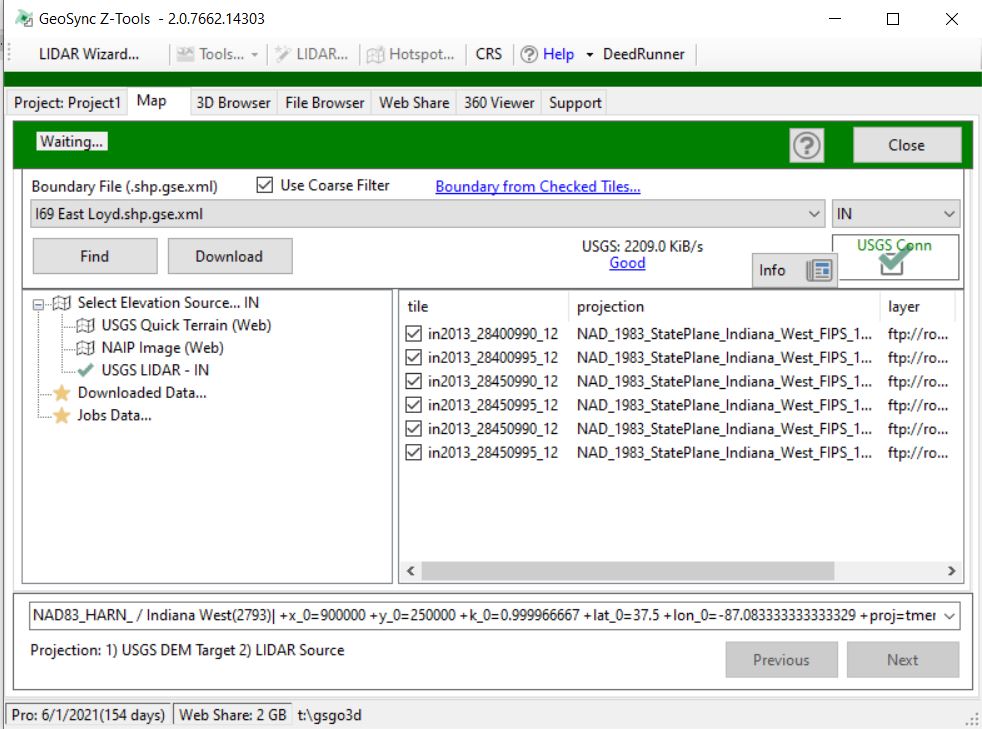 GeoSync Z-Tools - 2.0.7662.14303
LIDAR Wizard... Tools... LIDAR... Hotspot... CRS Help DeedRunner
Project: Project1 Map 3D Browser File Browser Web Share 360 Viewer Support
Waiting... Close
Boundary File (.shp.gse.xml) Use Coarse Filter Boundary from Checked Tiles...
I69 East Loyd.shp.gse.xml IN
Find Download USGS: 2209.0 KiB/s USGS Conn
Good Info
Select Elevation Source... IN
USGS Quick Terrain (Web)
NAIP Image (Web)
USGS LIDAR - IN
Downloaded Data...
Jobs Data...
tile projection layer
in2013_28400990_12 NAD_1983_StatePlane_Indiana_West_FIPS_1... ftp://ro...
in2013_28400995_12 NAD_1983_StatePlane_Indiana_West_FIPS_1... ftp://ro...
in2013_28450990_12 NAD_1983_StatePlane_Indiana_West_FIPS_1... ftp://ro...
in2013_28450995_12 NAD_1983_StatePlane_Indiana_West_FIPS_1... ftp://ro...
in2013_28450990_12 NAD_1983_StatePlane_Indiana_West_FIPS_1... ftp://ro...
in2013_28450995_12 NAD_1983_StatePlane_Indiana_West_FIPS_1... ftp://ro...
NAD83_HARN_ / Indiana West(2793)| +x_0=900000 +y_0=250000 +k_0=0.999966667 +lat_0=37.5 +lon_0=-87.083333333333329 +proj=tmer
Projection: 1) USGS DEM Target 2) LIDAR Source
Previous Next
Pro: 6/1/2021(154 days) Web Share: 2 GB t:\gsgo3d